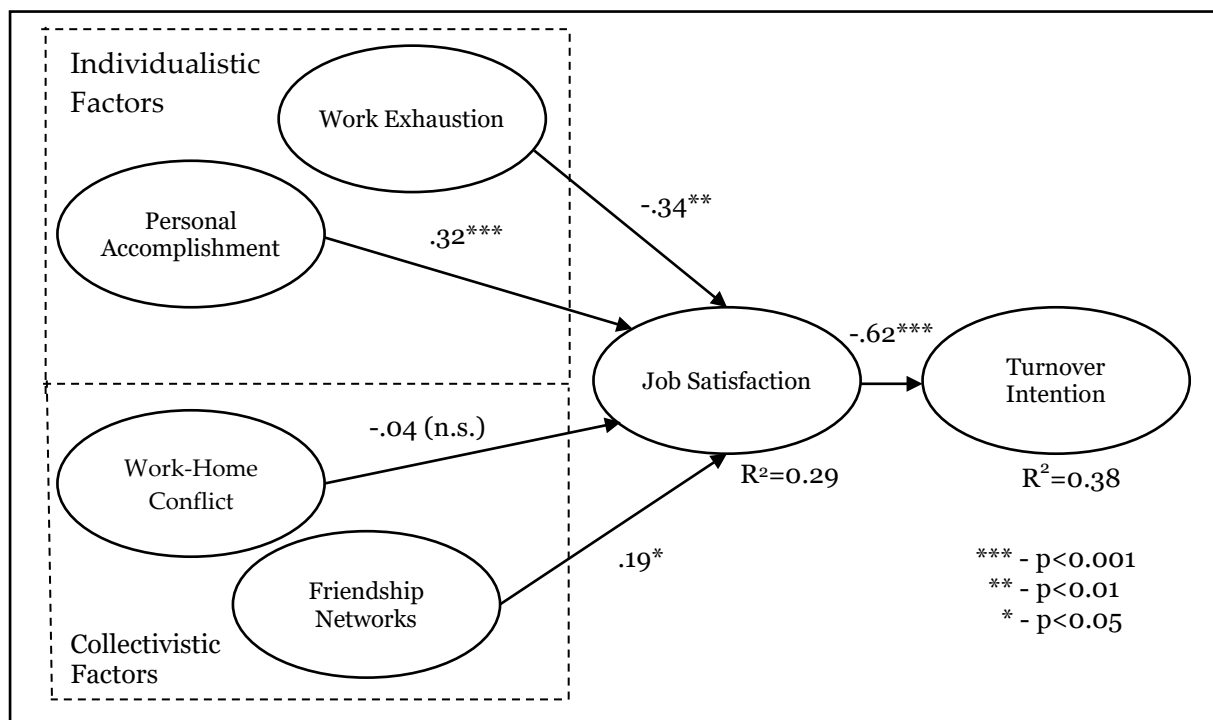 Individualistic
Factors
Work Exhaustion
-.34**
Personal
Accomplishment
.32***
-.62***
Job Satisfaction
Turnover
Intention
-.04 (n.s.)
Work-Home
Conflict
R²=0.29
R²=0.38
.19*
Friendship
Networks
*** - p<0.001
** - p<0.01
* - p<0.05
Collectivistic
Factors